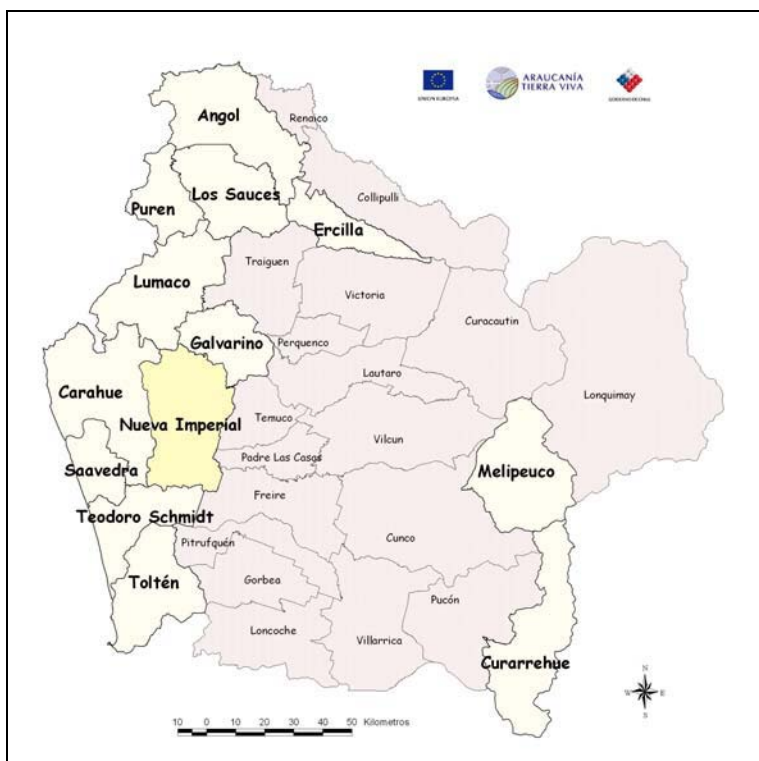 UNION EUROPEA
ARAUCANÍA
TIERRA VIVA
GOBIERNO DE CHILE
Angol
Renaico
Los Sauces
Collipulli
Puren
Ercilla
Traiguen
Lumaco
Victoria
Curacautin
Galvarino
Perquenco
Lautaro
Lonquimay
Carahue
Temuco
Nueva Imperial
Vilcun
Padre Las Casas
Saavedra
Melipeuco
Freire
Teodoro Schmidt
Cunco
Pitrufquén
Toltén
Gorbea
Pucón
Loncoche
Villarrica
Curarrehue
N
W E
S
10 0 10 20 30 40 50 Kilometros